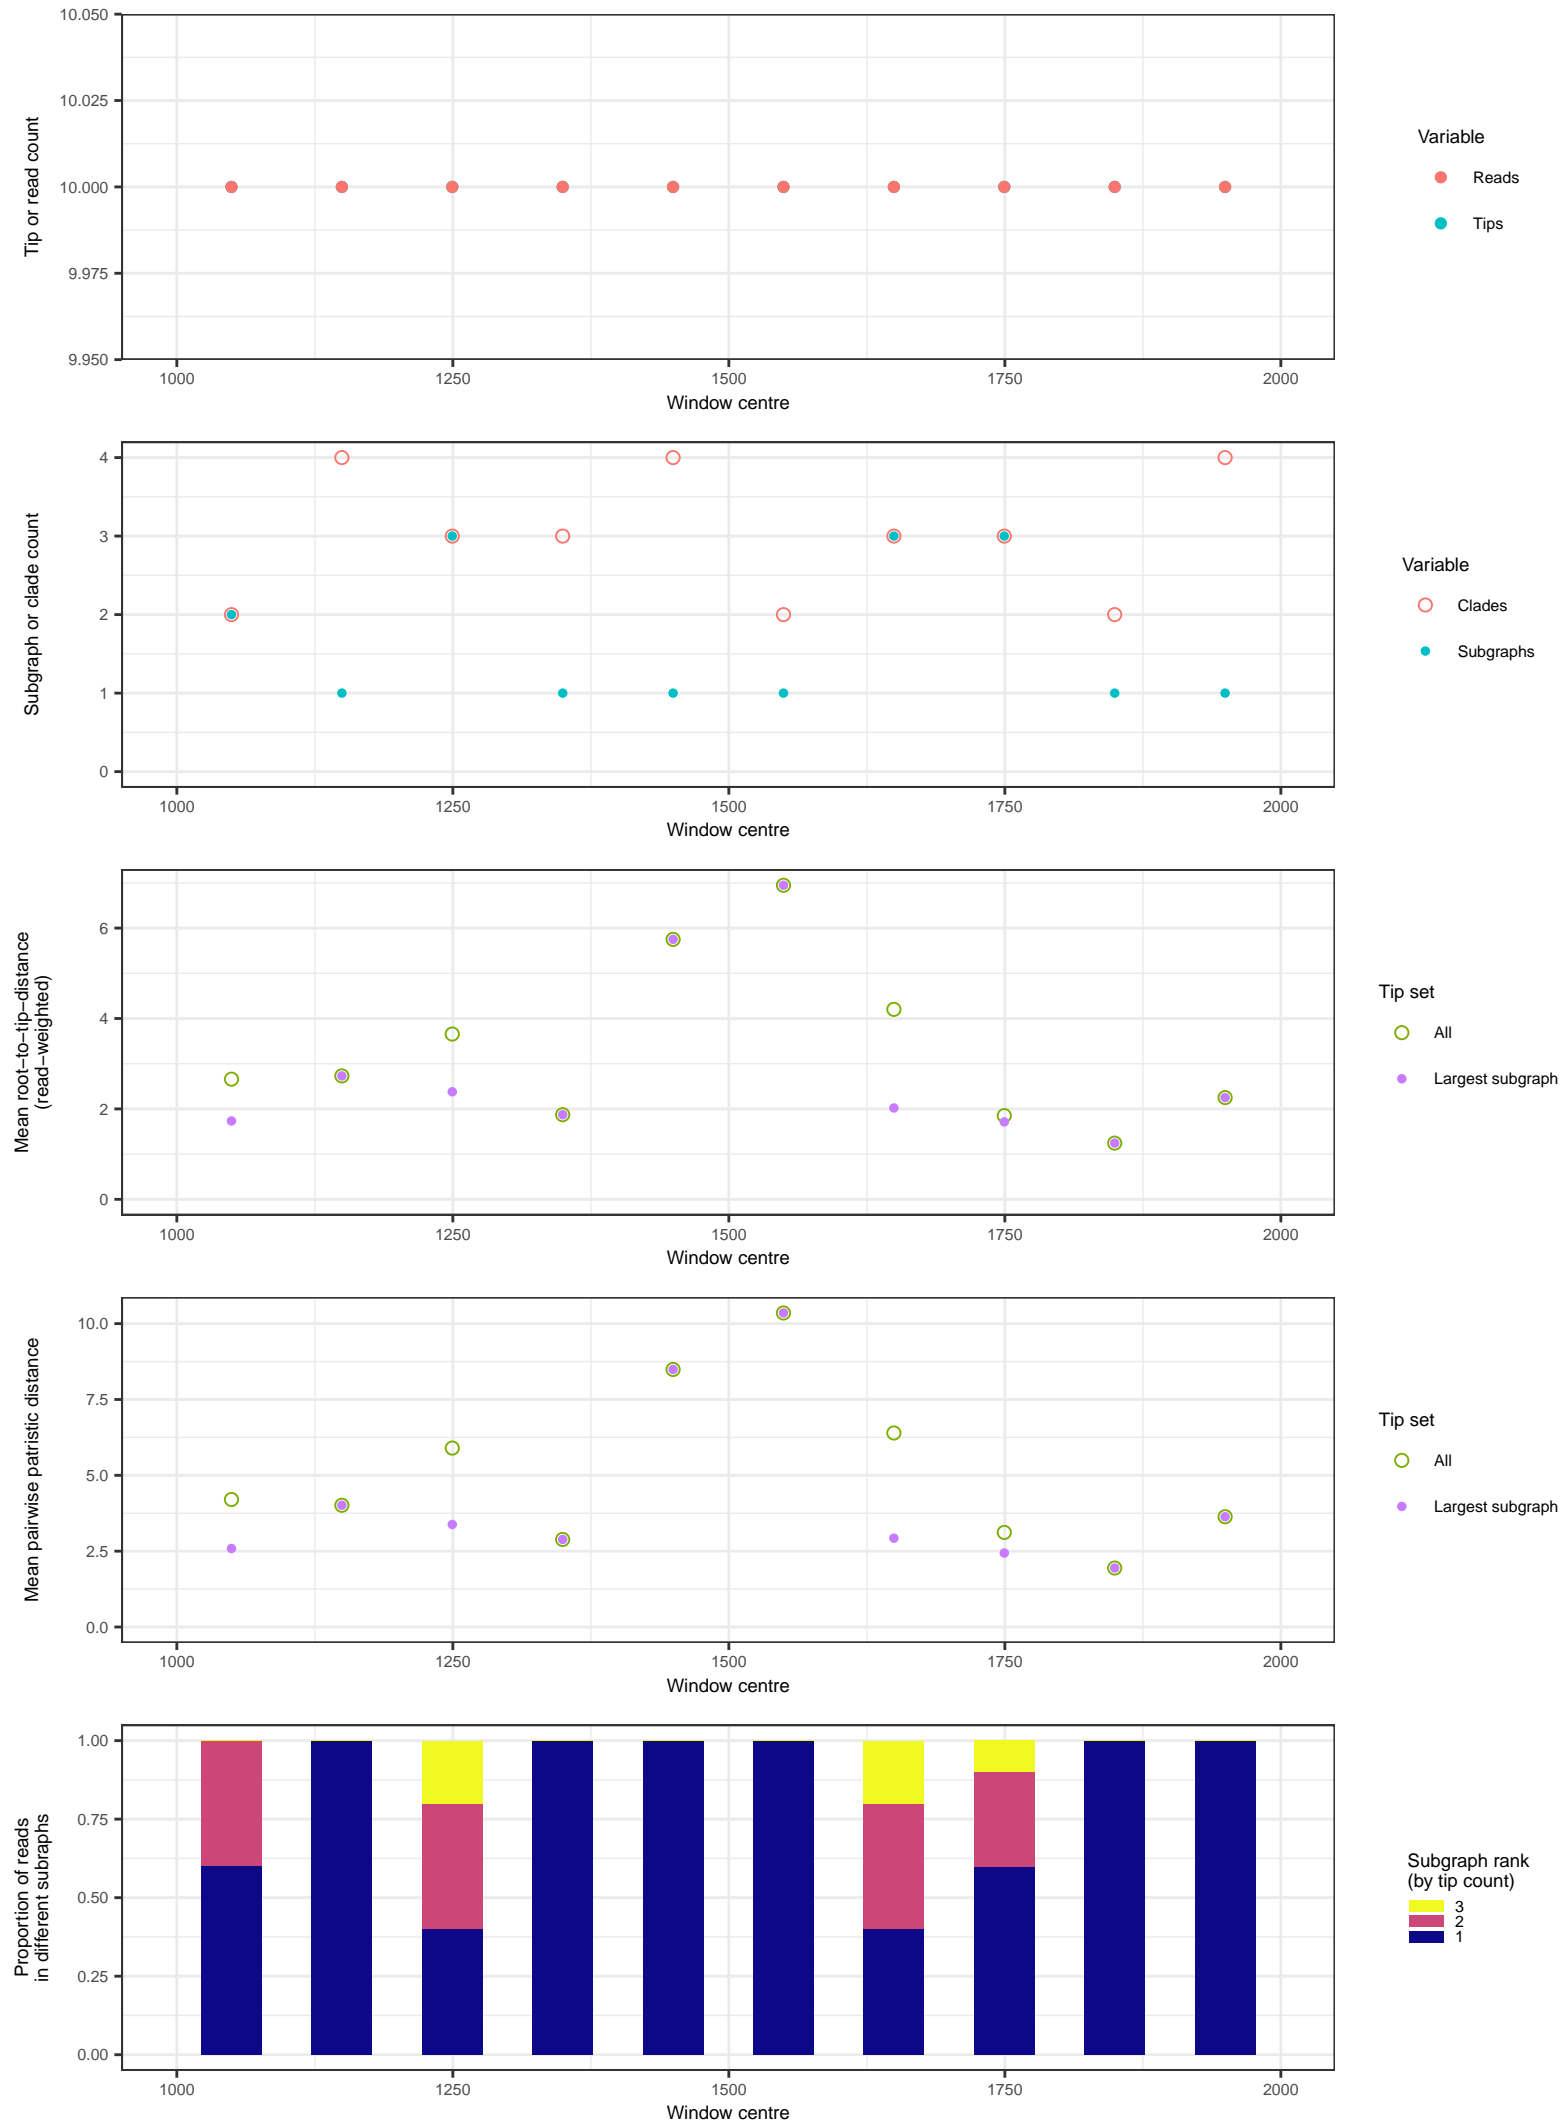 10.050
10.025
10.000
9.975
9.950
Tip or read count
1000 1250 1500 1750 2000
Window centre
Variable
Reads
Tips
4
3
2
1
0
Subgraph or clade count
1000 1250 1500 1750 2000
Window centre
Variable
Clades
Subgraphs
6
4
2
0
Mean root−to−tip−distance
(read−weighted)
1000 1250 1500 1750 2000
Window centre
Tip set
All
Largest subgraph
10.0
7.5
5.0
2.5
0.0
Mean pairwise patristic distance
1000 1250 1500 1750 2000
Window centre
Tip set
All
Largest subgraph
1.00
0.75
0.50
0.25
0.00
Proportion of reads
in different subraphs
1000 1250 1500 1750 2000
Window centre
Subgraph rank
(by tip count)
3
2
1